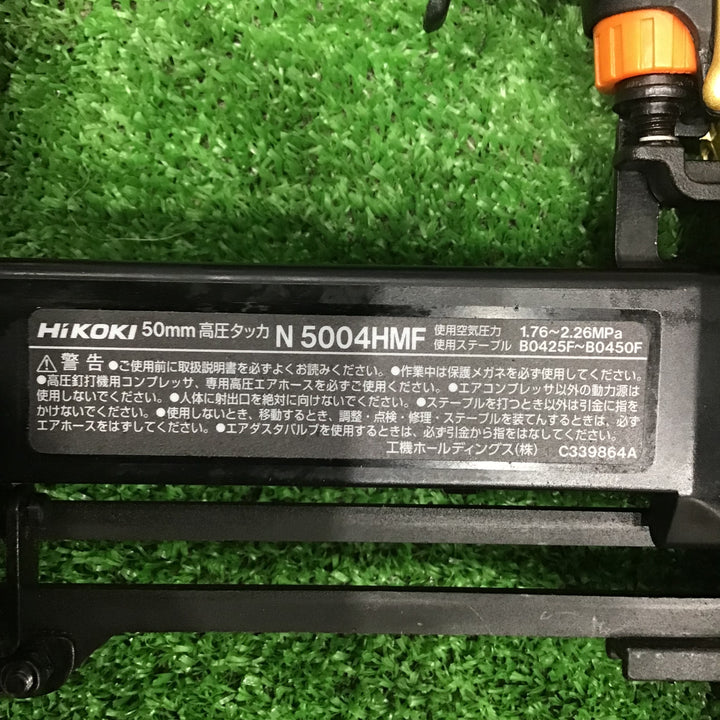 HiKOKI 50mm 高圧タッカ N 5004HMF 使用空気圧力 1.76〜2.26MPa
使用ステープル B0425F〜B0450F
⚠警告 ●ご使用前に取扱説明書を必ずよくお読みください。●作業中は保護メガネを必ず使用してください。
●高圧釘打機用コンプレッサ、専用高圧エアホースを必ずご使用ください。●エアコンプレッサ以外の動力源は
使用しないでください。●人体に射出口を絶対に向けないでください。●ステープルを打つとき以外は引金に指を
かけないでください。●使用しないとき、移動するとき、調整・点検・修理・ステープルを装てんするときは、必ず
エアホースをはずしてください。●エアダスタバルブを使用するときは、必ず引金から指をはなしてください。
工機ホールディングス(株) C339864A